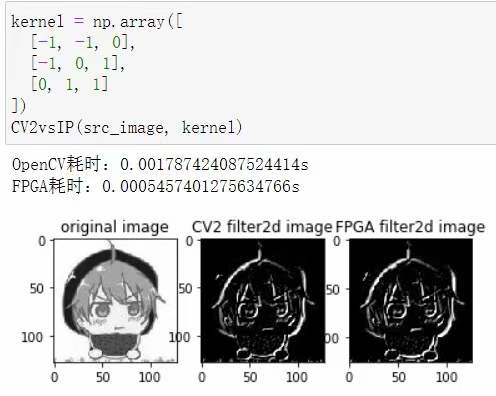 kernel = np.array([
[-1, -1, 0],
[-1, 0, 1],
[0, 1, 1]
])
CV2vsIP(src_image, kernel)
OpenCV耗时：0.001787424087524414s
FPGA耗时：0.0005457401275634766s
original image CV2 filter2d image FPGA filter2d image
0 0 0
50 50 50
100 100 100
0 50 100 0 50 100 0 50 100